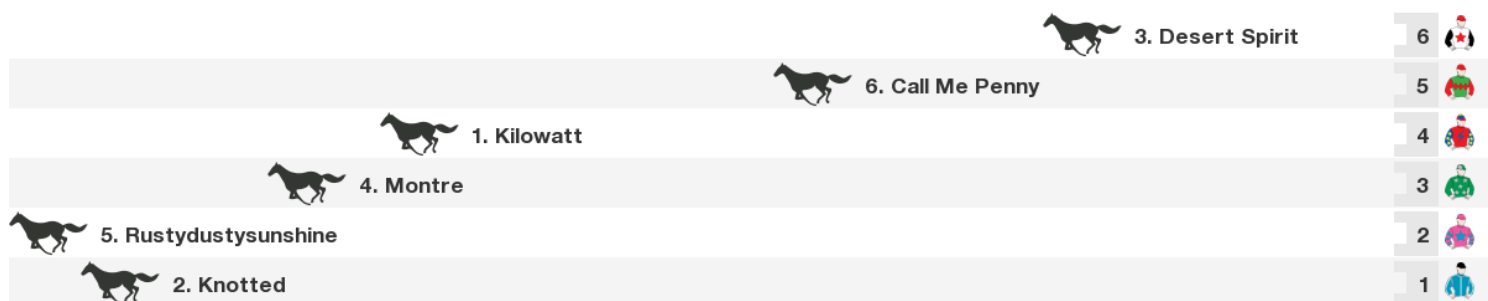 3. Desert Spirit 6
6. Call Me Penny 5
1. Kilowatt 4
4. Montre 3
5. Rustydustysunshine 2
2. Knotted 1